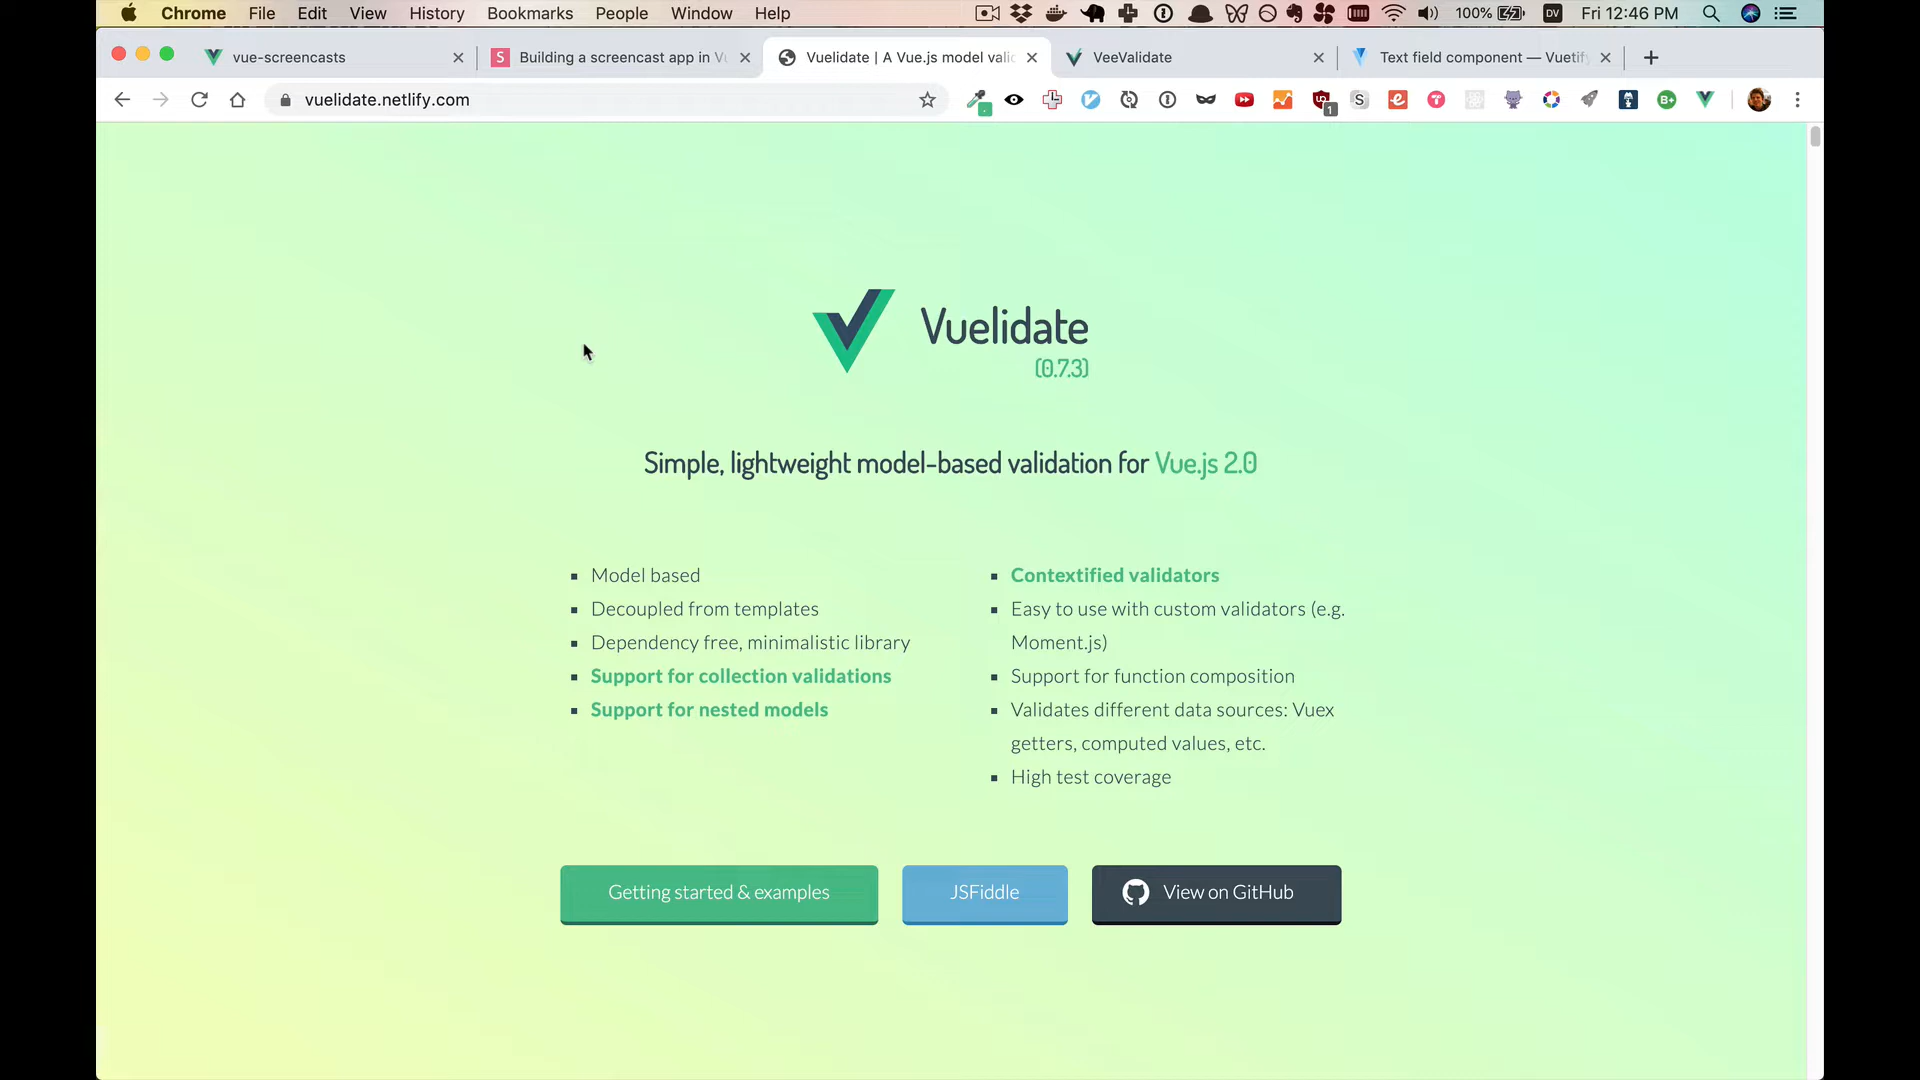 Chrome File Edit View History Bookmarks People Window Help 100% DV Fri 12:46 PM
vue-screencasts
S Building a screencast app in Vu
Vuelidate | A Vue.js model valid
VeeValidate
Text field component — Vuetify
vuelidate.netlify.com
1
Vuelidate
(0.7.3)
Simple, lightweight model-based validation for Vue.js 2.0
Model based
Decoupled from templates
Dependency free, minimalistic library
Support for collection validations
Support for nested models
Contextified validators
Easy to use with custom validators (e.g.
Moment.js)
Support for function composition
Validates different data sources: Vuex
getters, computed values, etc.
High test coverage
Getting started & examples
JSFiddle
View on GitHub